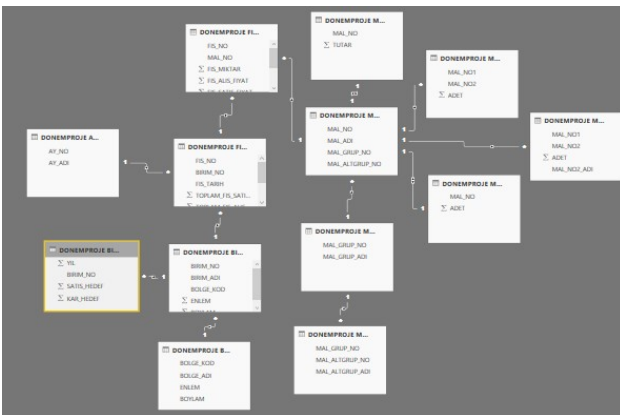 DONEMPROJE FI...
FIS_NO
MAL_NO
Σ FIS_MIKTAR
Σ FIS_ALIS_FIYAT
Σ FIS_SATIS_FIYAT
DONEMPROJE M...
MAL_NO
Σ TUTAR
DONEMPROJE M...
MAL_NO1
MAL_NO2
Σ ADET
DONEMPROJE M...
MAL_NO
MAL_ADI
MAL_GRUP_NO
MAL_ALTGRUP_NO
DONEMPROJE M...
MAL_NO1
MAL_NO2
Σ ADET
MAL_NO2_ADI
DONEMPROJE A...
AY_NO
AY_ADI
DONEMPROJE FI...
FIS_NO
BIRIM_NO
FIS_TARIH
Σ TOPLAM_FIS_SATI...
DONEMPROJE M...
MAL_NO
Σ ADET
DONEMPROJE BI...
Σ YIL
BIRIM_NO
Σ SATIS_HEDEF
Σ KAR_HEDEF
DONEMPROJE BI...
BIRIM_NO
BIRIM_ADI
BOLGE_KOD
Σ ENLEM
DONEMPROJE M...
MAL_GRUP_NO
MAL_GRUP_ADI
DONEMPROJE B...
BOLGE_KOD
BOLGE_ADI
ENLEM
BOYLAM
DONEMPROJE M...
MAL_GRUP_NO
MAL_ALTGRUP_NO
MAL_ALTGRUP_ADI